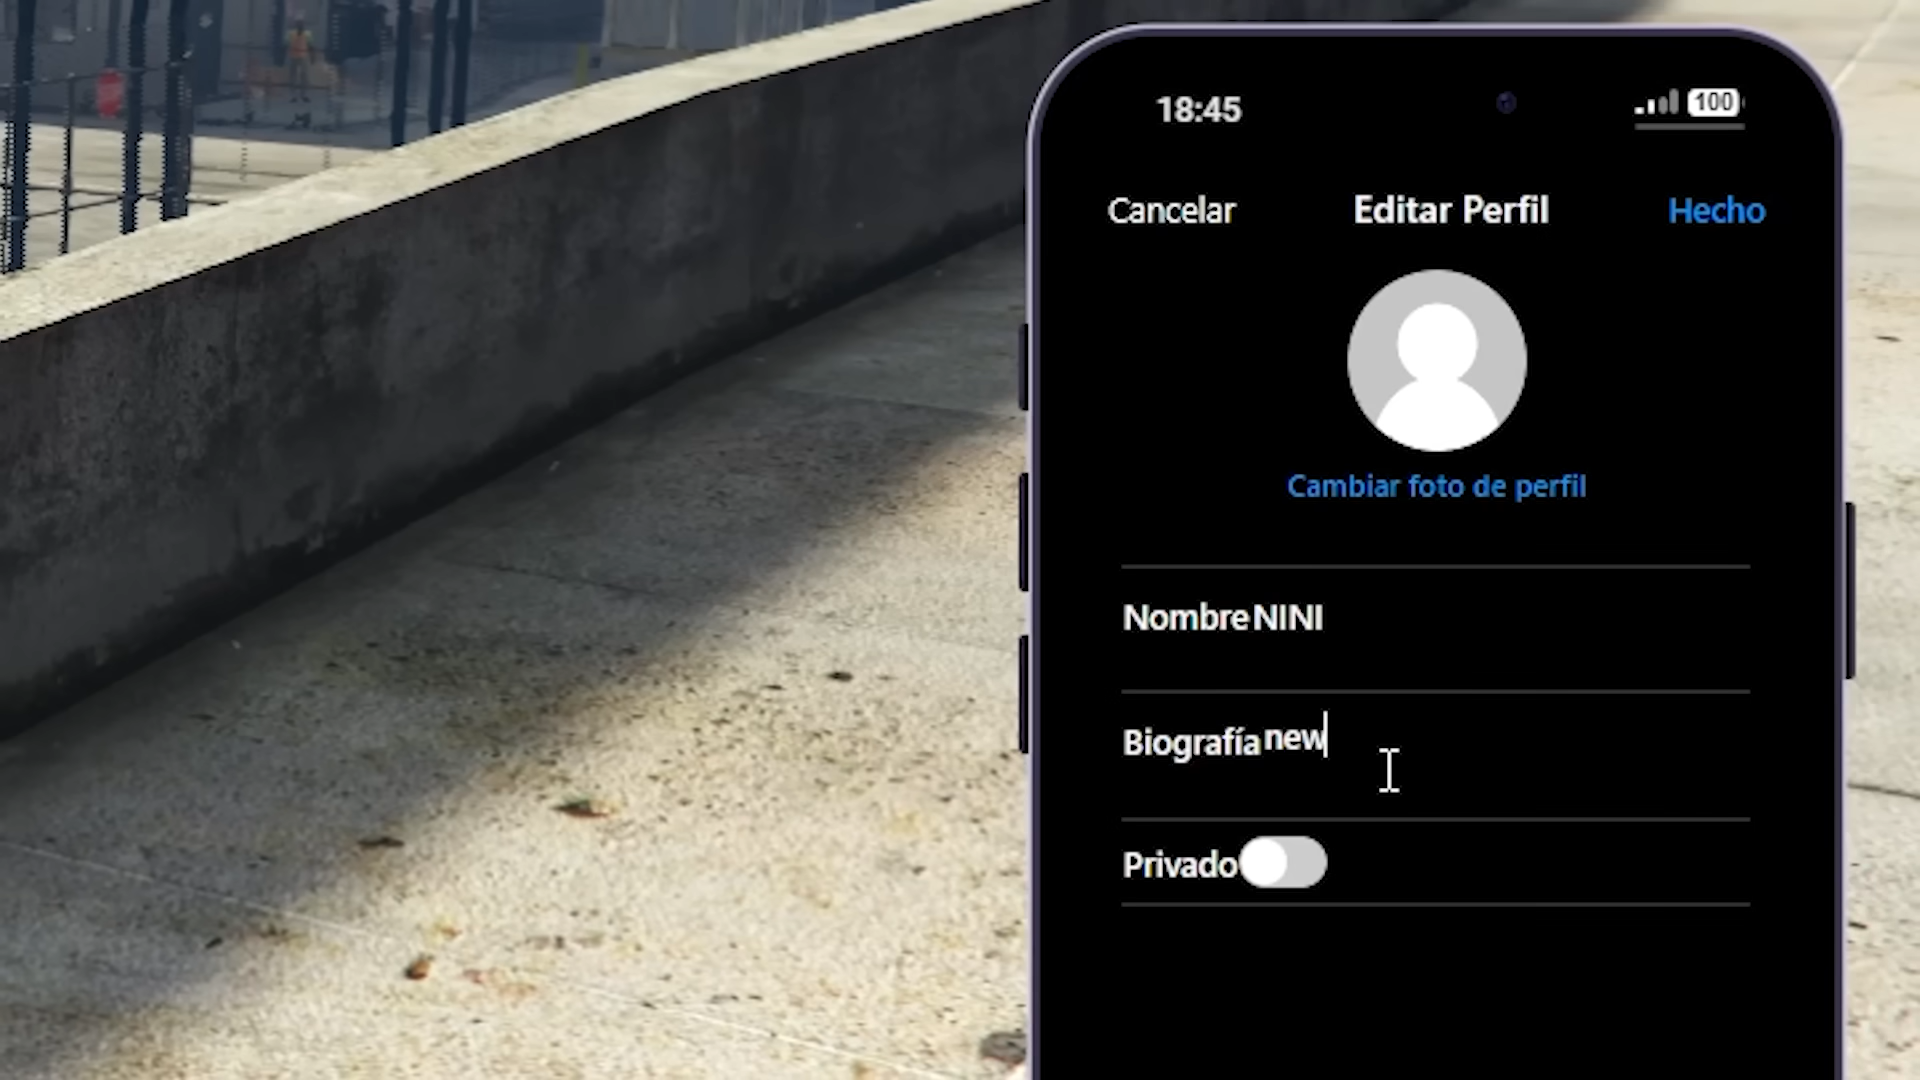 18:45 100
Cancelar Editar Perfil Hecho
Cambiar foto de perfil
Nombre NINI
Biografía new
Privado